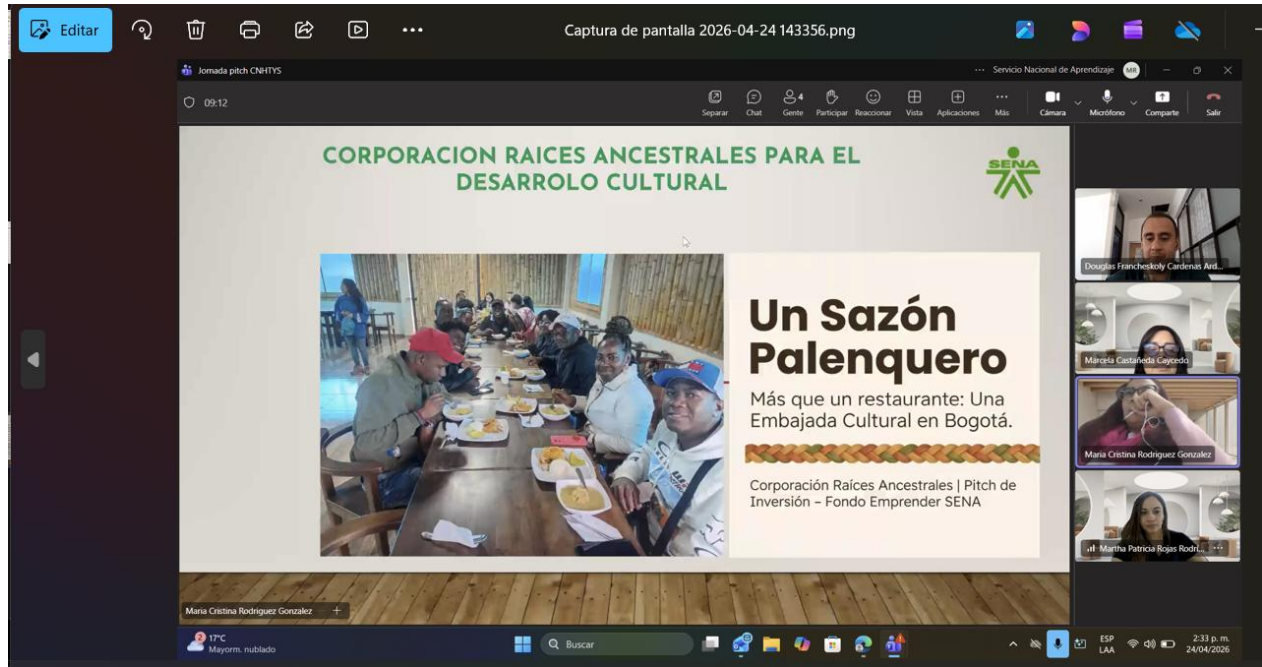 Editar
Captura de pantalla 2026-04-24 143356.png
Jornada pitch CNHTYS
Servicio Nacional de Aprendizaje
MR
09:12
Separar
Chat
4
Gente
Participar
Reaccionar
Vista
Aplicaciones
Más
Cámara
Micrófono
Comparte
Salir
CORPORACION RAICES ANCESTRALES PARA EL
DESARROLO CULTURAL
SENA
Un Sazón
Palenquero
Más que un restaurante: Una
Embajada Cultural en Bogotá.
Corporación Raíces Ancestrales | Pitch de
Inversión – Fondo Emprender SENA
Douglas Francheskoly Cardenas Ard...
Marcela Castañeda Caycedo
Maria Cristina Rodriguez Gonzalez
Martha Patricia Rojas Rodrí...
Maria Cristina Rodriguez Gonzalez
2
17°C
Mayorm. nublado
Buscar
ESP
LAA
2:33 p. m.
24/04/2026